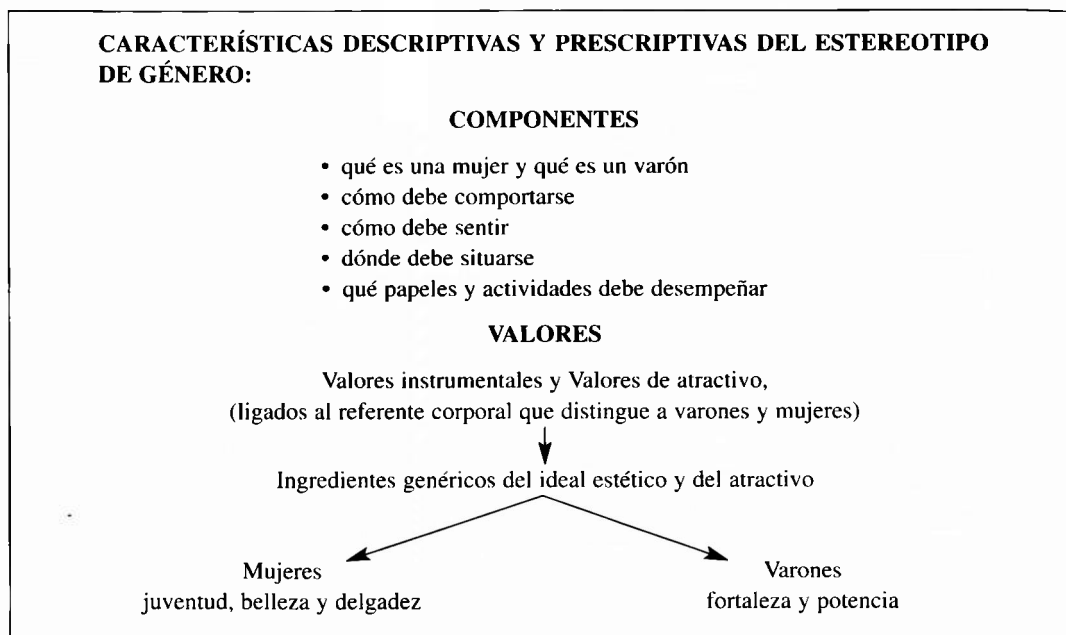 CARACTERÍSTICAS DESCRIPTIVAS Y PRESCRIPTIVAS DEL ESTEREOTIPO
DE GÉNERO:
COMPONENTES
• qué es una mujer y qué es un varón
• cómo debe comportarse
• cómo debe sentir
• dónde debe situarse
• qué papeles y actividades debe desempeñar
VALORES
Valores instrumentales y Valores de atractivo,
(ligados al referente corporal que distingue a varones y mujeres)
Ingredientes genéricos del ideal estético y del atractivo
Mujeres
juventud, belleza y delgadez
Varones
fortaleza y potencia